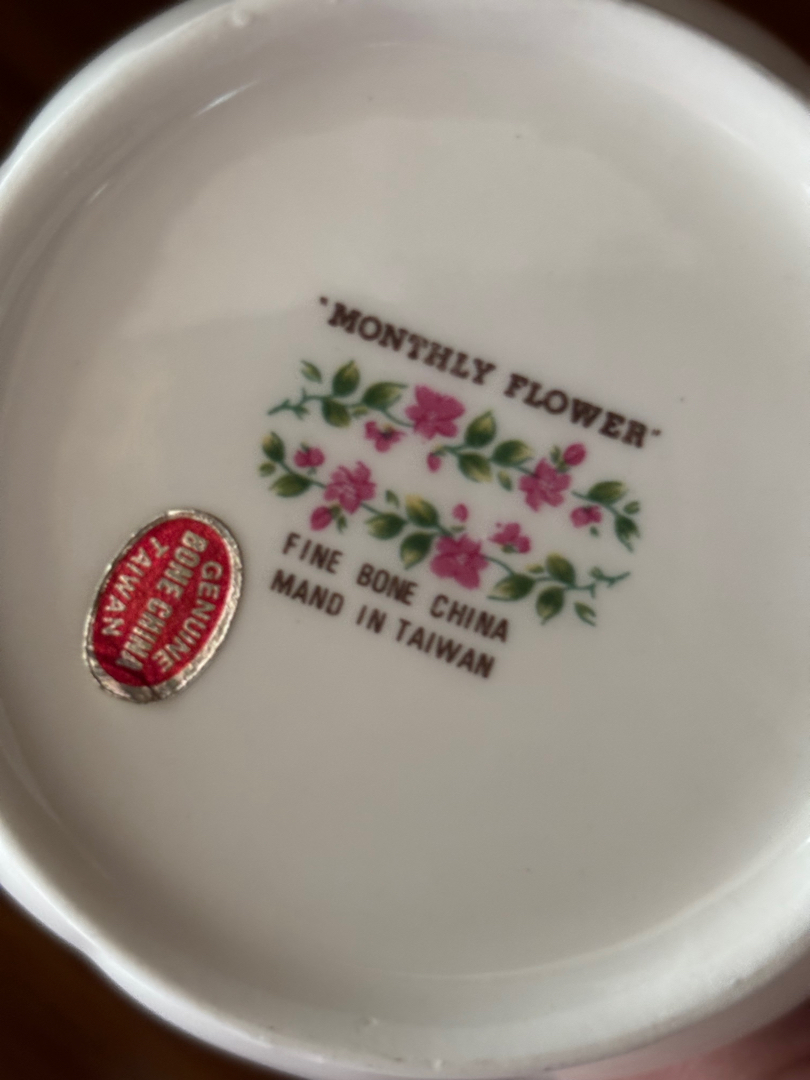 "MONTHLY FLOWER"
FINE BONE CHINA
MAND IN TAIWAN
GENUINE
BONE CHINA
TAIWAN